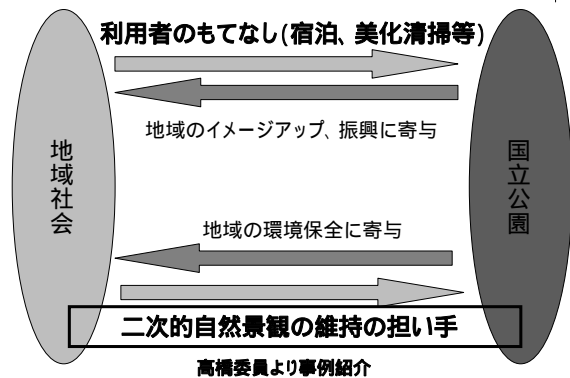 利用者のもてなし(宿泊、美化清掃等)
地域のイメージアップ、振興に寄与
地域社会
国立公園
地域の環境保全に寄与
二次的自然景観の維持の担い手
高橋委員より事例紹介